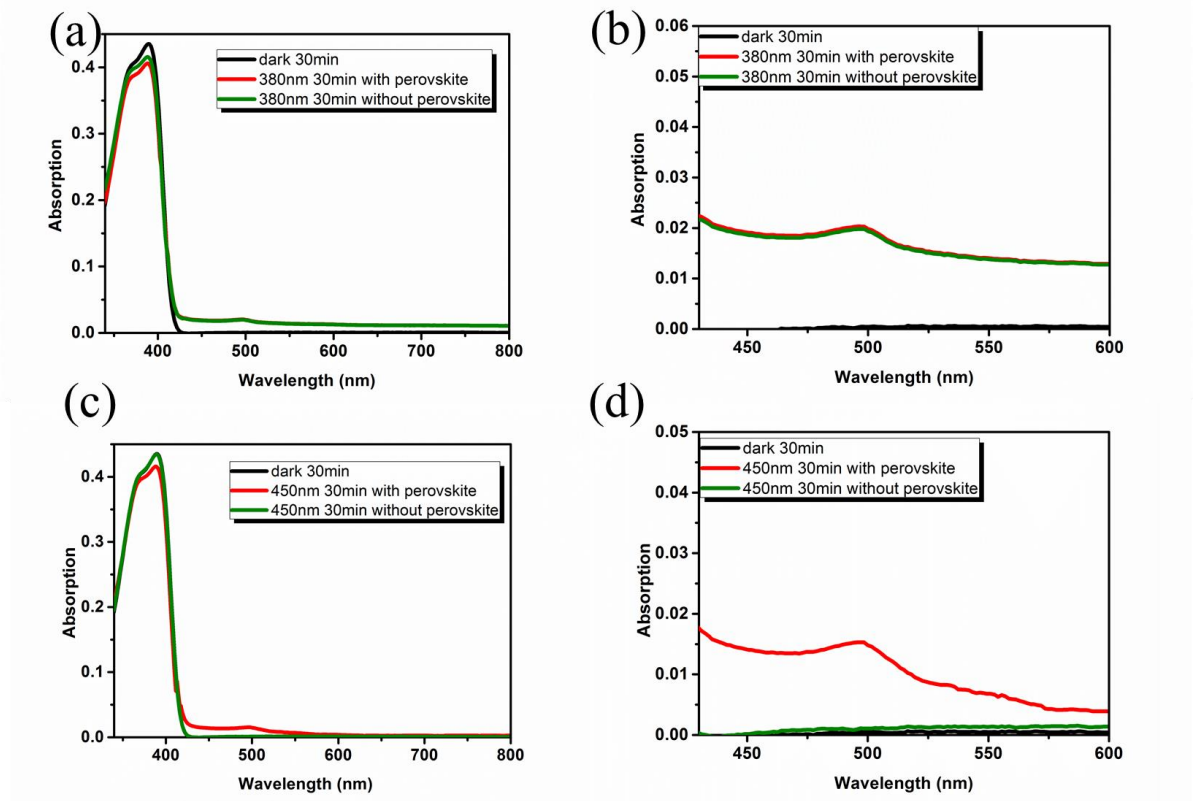 (a)
dark 30min
380nm 30min with perovskite
380nm 30min without perovskite
0.4
0.3
0.2
0.1
0.0
Absorption
400 500 600 700 800
Wavelength (nm)
(b)
dark 30min
380nm 30min with perovskite
380nm 30min without perovskite
0.06
0.05
0.04
0.03
0.02
0.01
0.00
Absorption
450 500 550 600
Wavelength (nm)
(c)
dark 30min
450nm 30min with perovskite
450nm 30min without perovskite
0.4
0.3
0.2
0.1
0.0
Absorption
400 500 600 700 800
Wavelength (nm)
(d)
dark 30min
450nm 30min with perovskite
450nm 30min without perovskite
0.05
0.04
0.03
0.02
0.01
0.00
Absorption
450 500 550 600
Wavelength (nm)